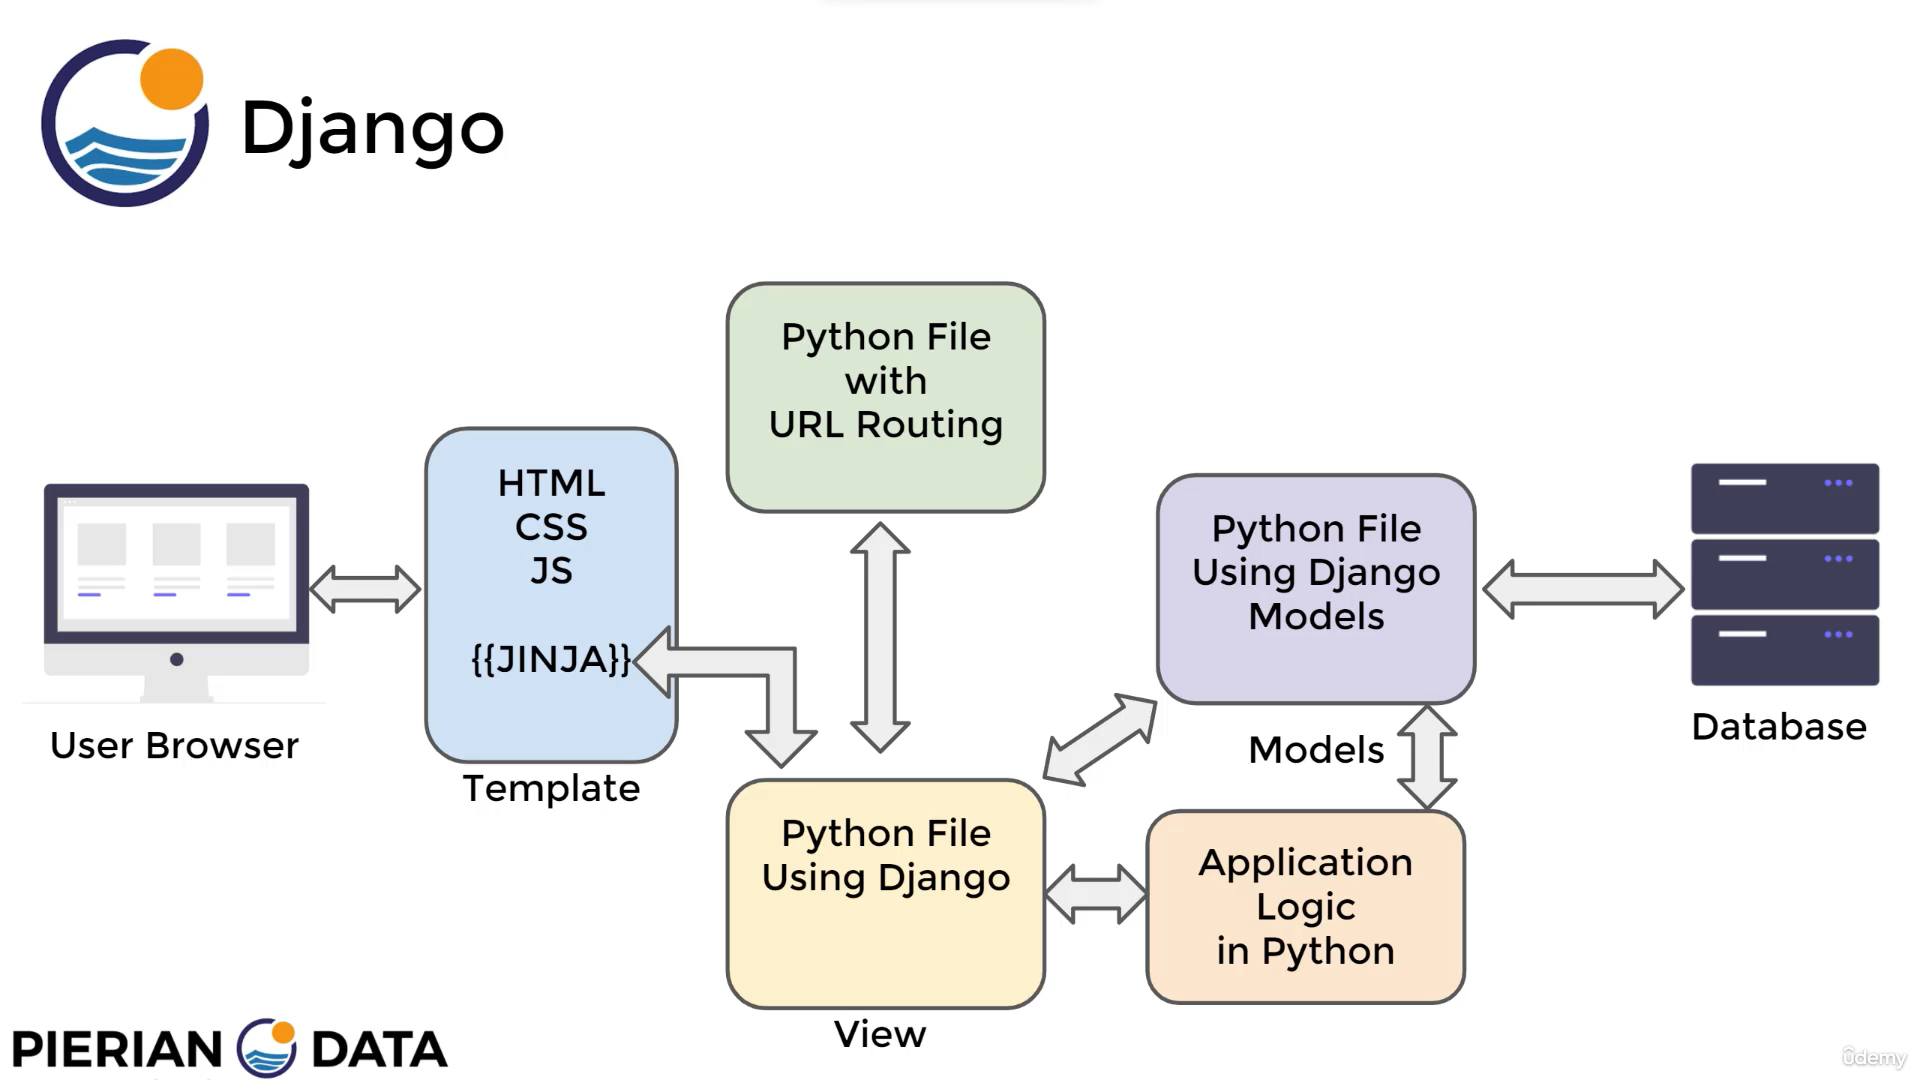 Django
Python File
with
URL Routing
HTML
CSS
JS
{{JINJA}}
Template
User Browser
Python File
Using Django
Models
Models
Database
Python File
Using Django
View
Application
Logic
in Python
PIERIAN DATA
ûdemy